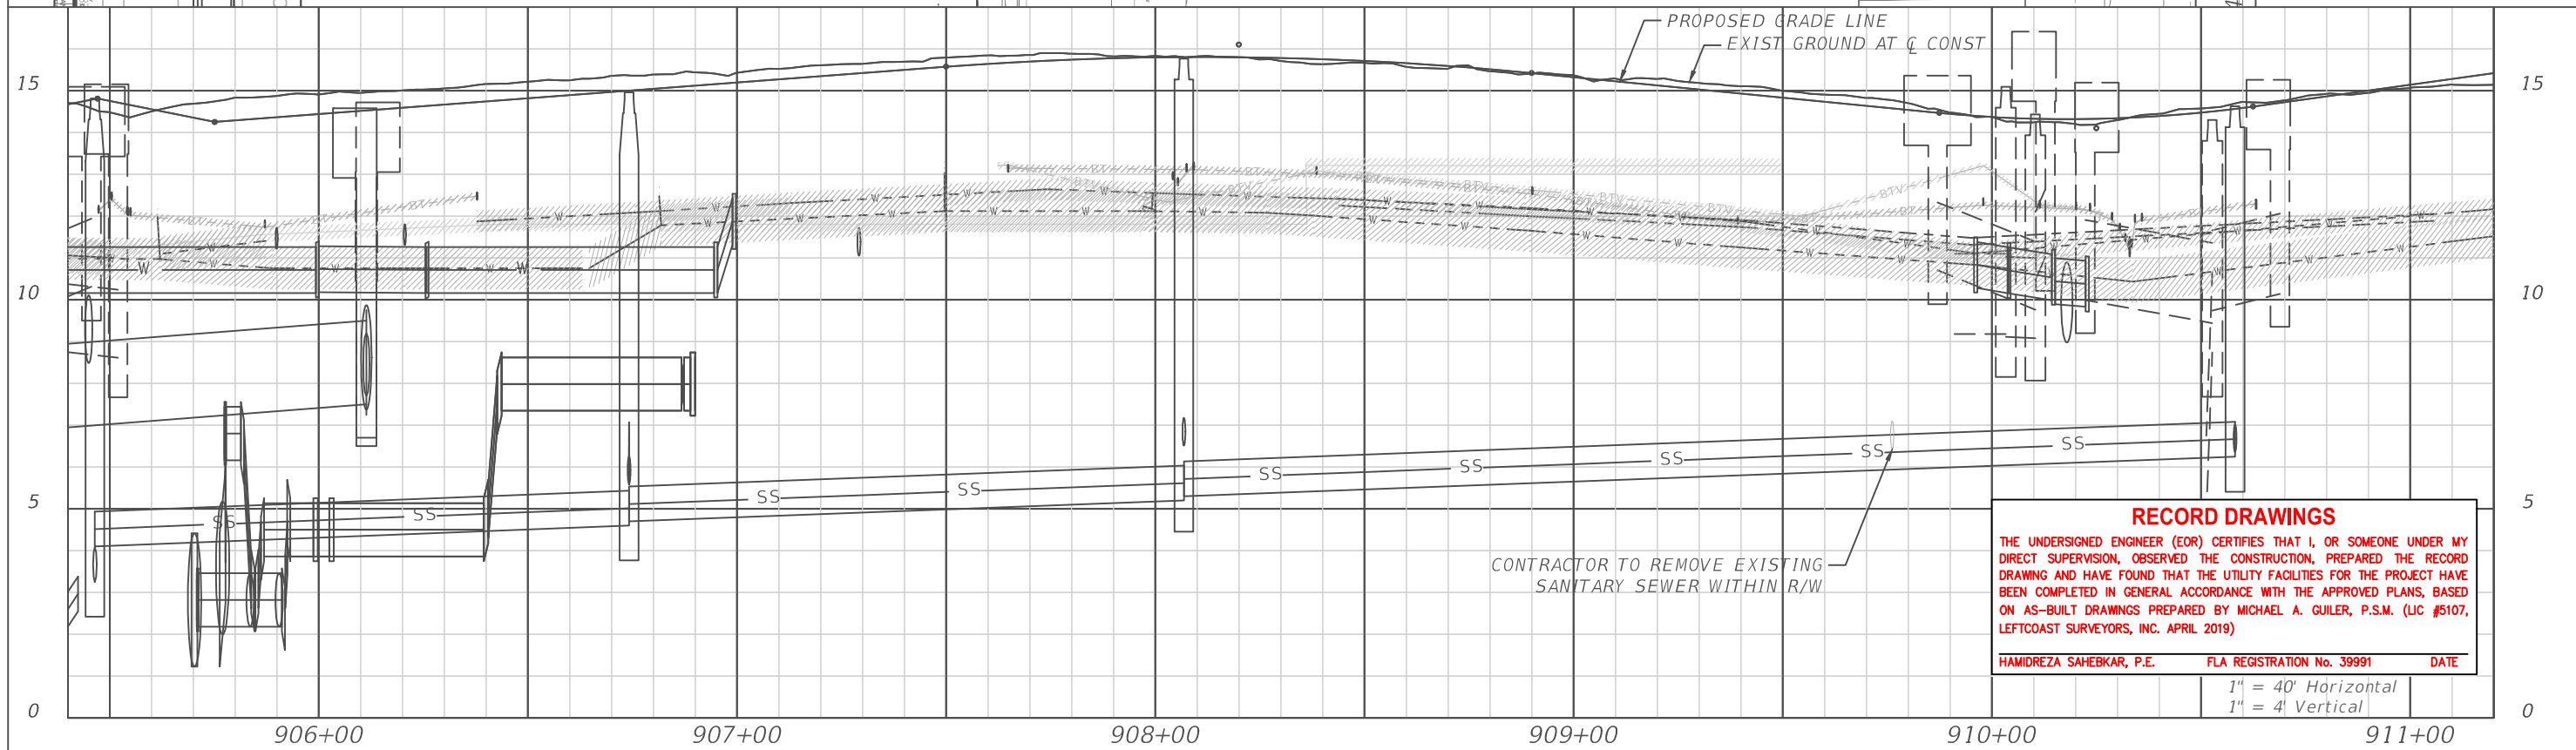 PROPOSED GRADE LINE
EXIST GROUND AT ℄ CONST
15
15
BTV
BTV
W W W W W W W W
10
10
SS SS SS SS SS SS SS SS SS
5
5
CONTRACTOR TO REMOVE EXISTING
SANITARY SEWER WITHIN R/W
RECORD DRAWINGS
THE UNDERSIGNED ENGINEER (EOR) CERTIFIES THAT I, OR SOMEONE UNDER MY
DIRECT SUPERVISION, OBSERVED THE CONSTRUCTION, PREPARED THE RECORD
DRAWING AND HAVE FOUND THAT THE UTILITY FACILITIES FOR THE PROJECT HAVE
BEEN COMPLETED IN GENERAL ACCORDANCE WITH THE APPROVED PLANS, BASED
ON AS-BUILT DRAWINGS PREPARED BY MICHAEL A. GUILER, P.S.M. (LIC #5107,
LEFTCOAST SURVEYORS, INC. APRIL 2019)
HAMIDREZA SAHEBKAR, P.E. FLA REGISTRATION No. 39991 DATE
1" = 40' Horizontal
1" = 4' Vertical
0
0
906+00 907+00 908+00 909+00 910+00 911+00